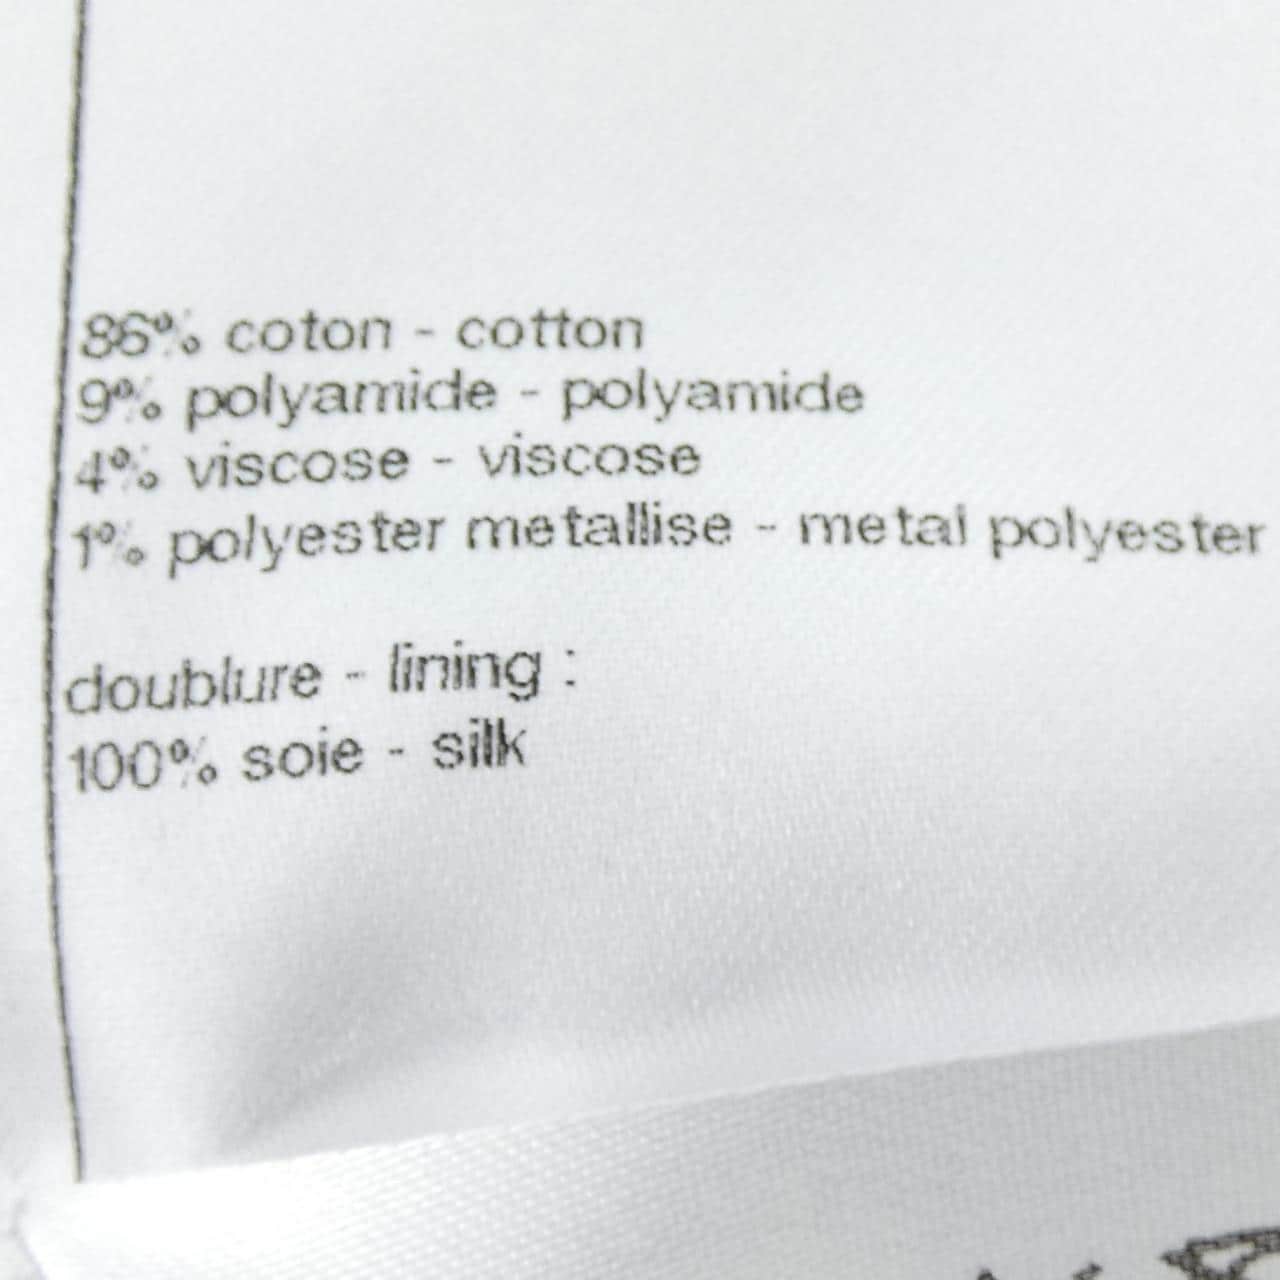 86% coton - cotton
9% polyamide - polyamide
4% viscose - viscose
1% polyester metallise - metal polyester
doublure - lining :
100% soie - silk